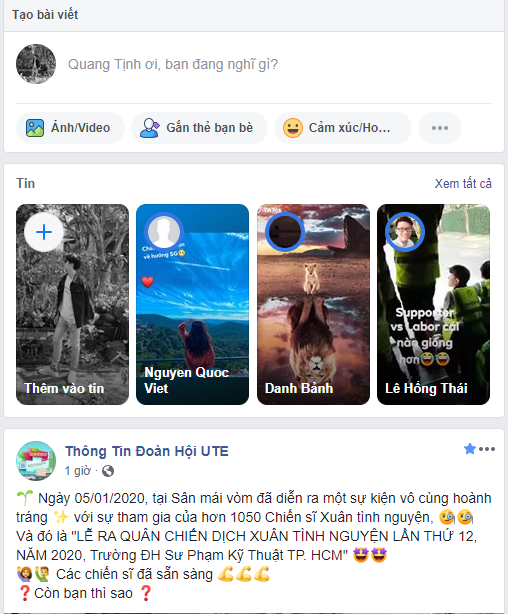 Tạo bài viết
Quang Tịnh ơi, bạn đang nghĩ gì?
Ảnh/Video
Gắn thẻ bạn bè
Cảm xúc/Ho...
Tin
Xem tất cả
về hướng SG
Supporter
vs Labor cái
nào giống
hơn😂😂
Thêm vào tin
Nguyen Quoc
Viet
Danh Bảnh
Lê Hồng Thái
Thông Tin Đoàn Hội UTE
1 giờ ·
🌱 Ngày 05/01/2020, tại Sân mái vòm đã diễn ra một sự kiện vô cùng hoành
tráng ✨ với sự tham gia của hơn 1050 Chiến sĩ Xuân tình nguyện, 🧐🧐
Và đó là "LỄ RA QUÂN CHIẾN DỊCH XUÂN TÌNH NGUYỆN LẦN THỨ 12,
NĂM 2020, Trường ĐH Sư Phạm Kỹ Thuật TP. HCM" 🤩🤩
🙋‍♀️🙋‍♂️ Các chiến sĩ đã sẵn sàng 💪💪💪
❓Còn bạn thì sao ❓